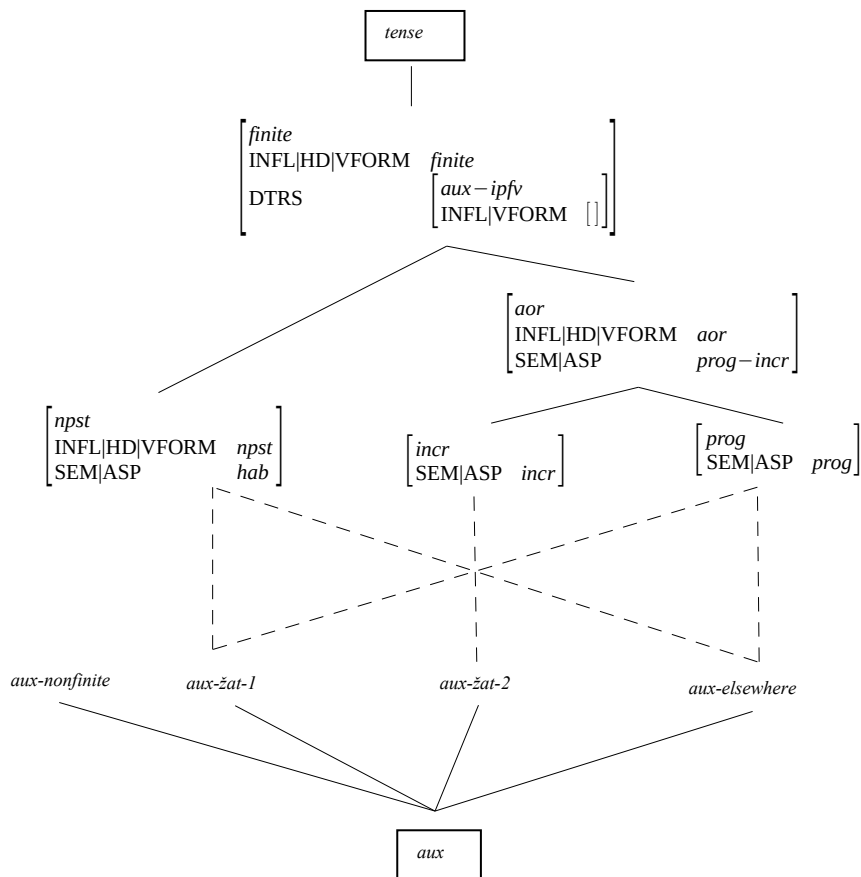 tense
finite
INFL|HD|VFORM finite
DTRS [aux−ipfv
INFL|VFORM []]
aor
INFL|HD|VFORM aor
SEM|ASP prog−incr
npst
INFL|HD|VFORM npst
SEM|ASP hab
incr
SEM|ASP incr
prog
SEM|ASP prog
aux-nonfinite aux-žat-1 aux-žat-2 aux-elsewhere
aux